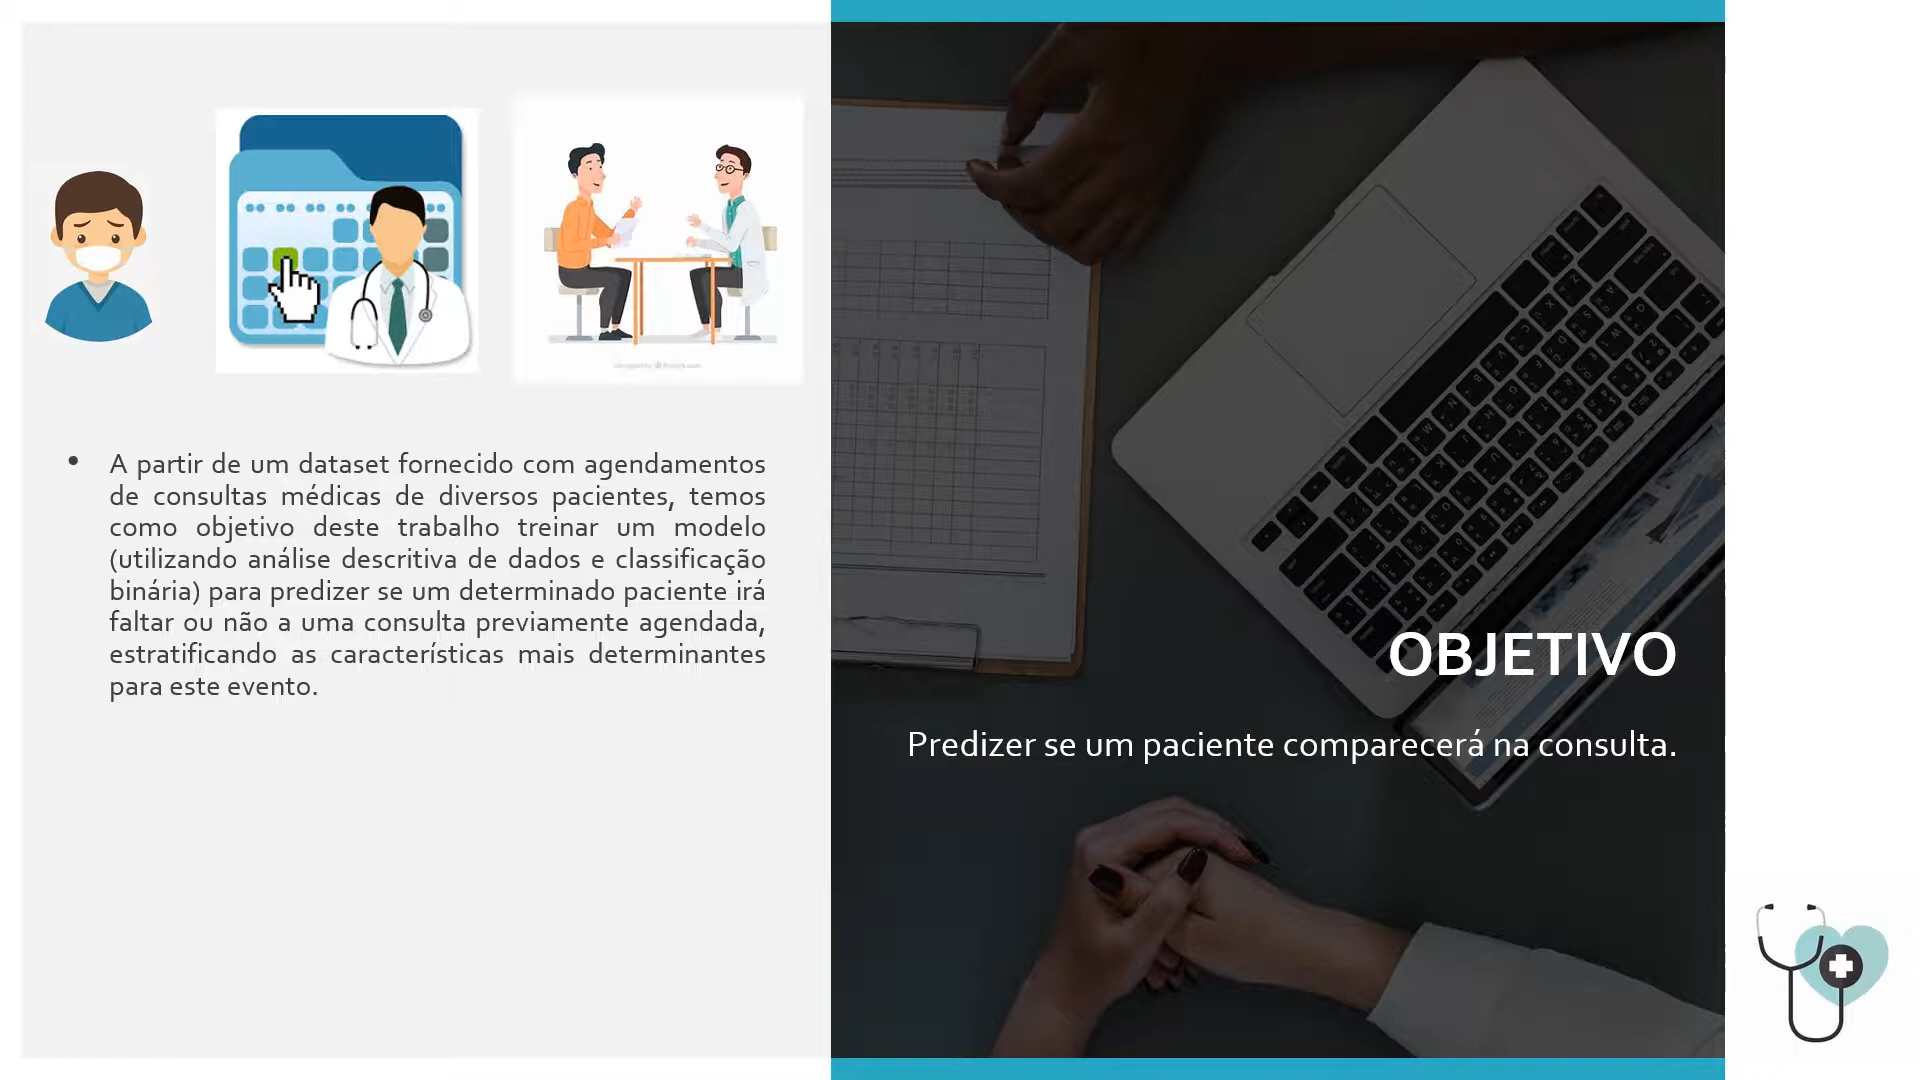 A partir de um dataset fornecido com agendamentos
de consultas médicas de diversos pacientes, temos
como objetivo deste trabalho treinar um modelo
(utilizando análise descritiva de dados e classificação
binária) para predizer se um determinado paciente irá
faltar ou não a uma consulta previamente agendada,
estratificando as características mais determinantes
para este evento.
OBJETIVO
Predizer se um paciente comparecerá na consulta.